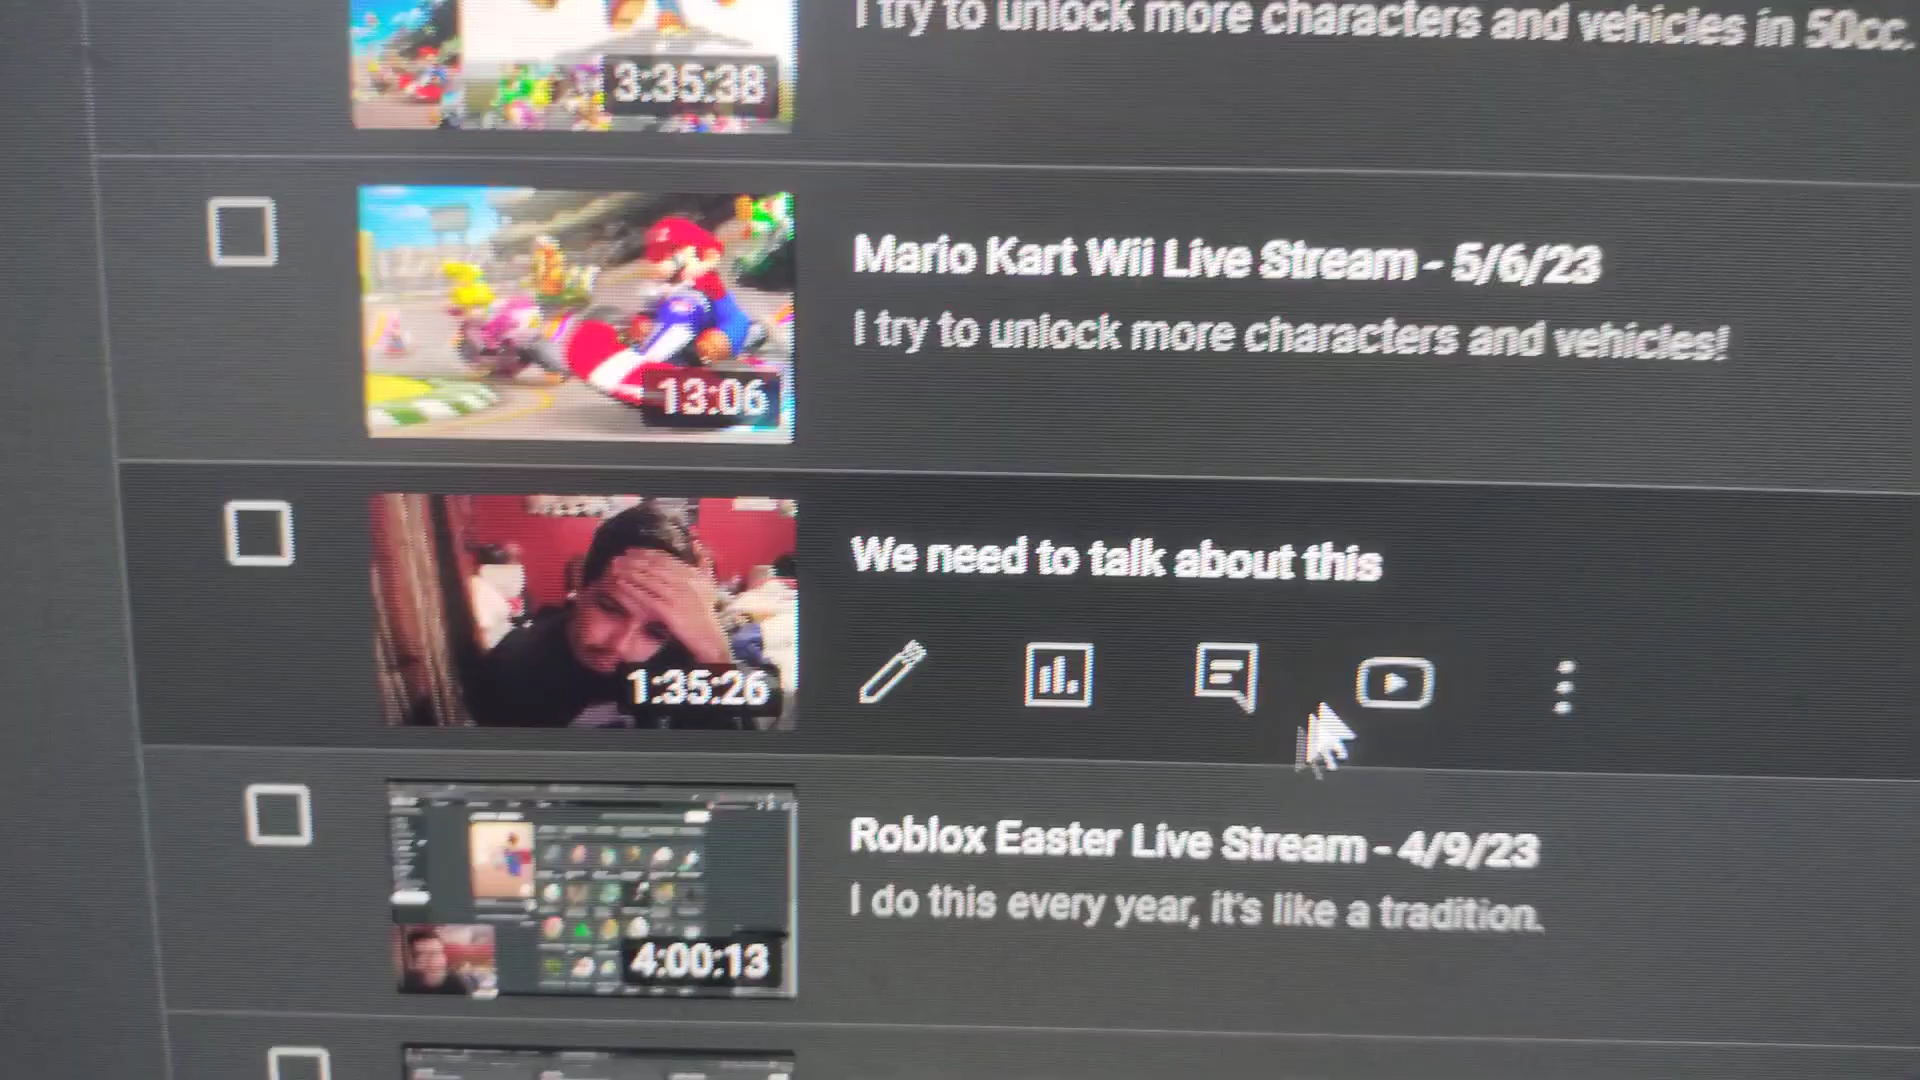 I try to unlock more characters and vehicles in 50cc.
3:35:38
Mario Kart Wii Live Stream - 5/6/23
I try to unlock more characters and vehicles!
13:06
We need to talk about this
1:35:26
Roblox Easter Live Stream - 4/9/23
I do this every year, it's like a tradition.
4:00:13